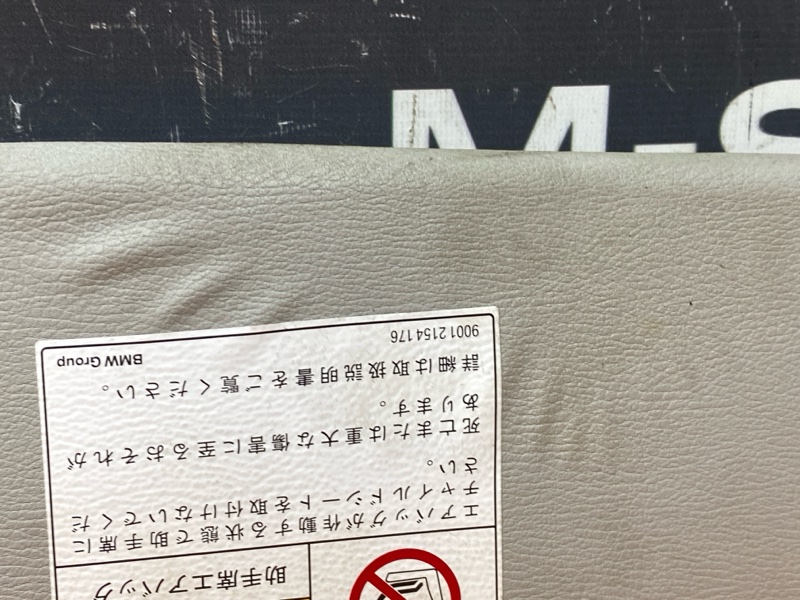 M-S
助手席エアバッグ
エアバッグが作動する状態で助手席に
チャイルドシートを取付けないでくだ
さい。
死亡または重大な傷害に至るおそれが
あります。
詳細は取扱説明書をご覧ください。
90012154176 BMW Group